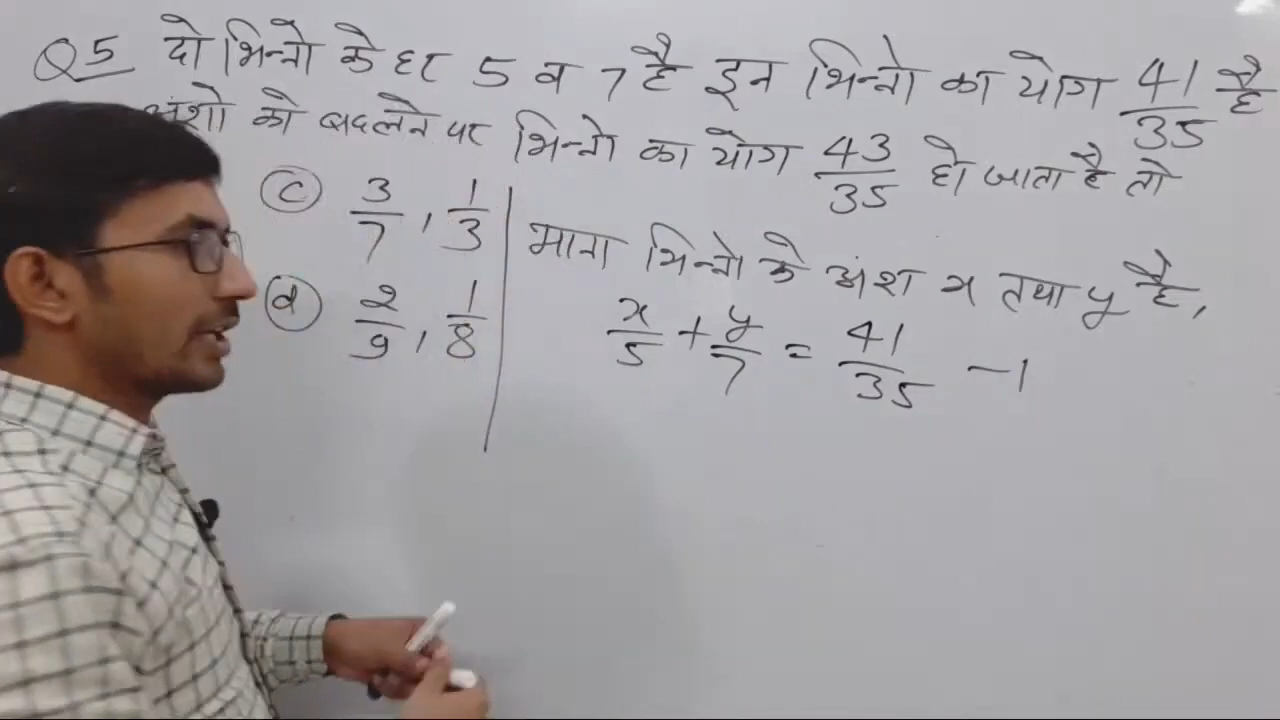 Q5 दो भिन्नो के हर 5 व 7 है इन भिन्नो का योग 41/35 है
अंशो को बदलने पर भिन्नो का योग 43/35 हो जाता है तो
(c) 3/7 , 1/3
(d) 2/9 , 1/8
माना भिन्नो के अंश x तथा y है,
x/5 + y/7 = 41/35 —1